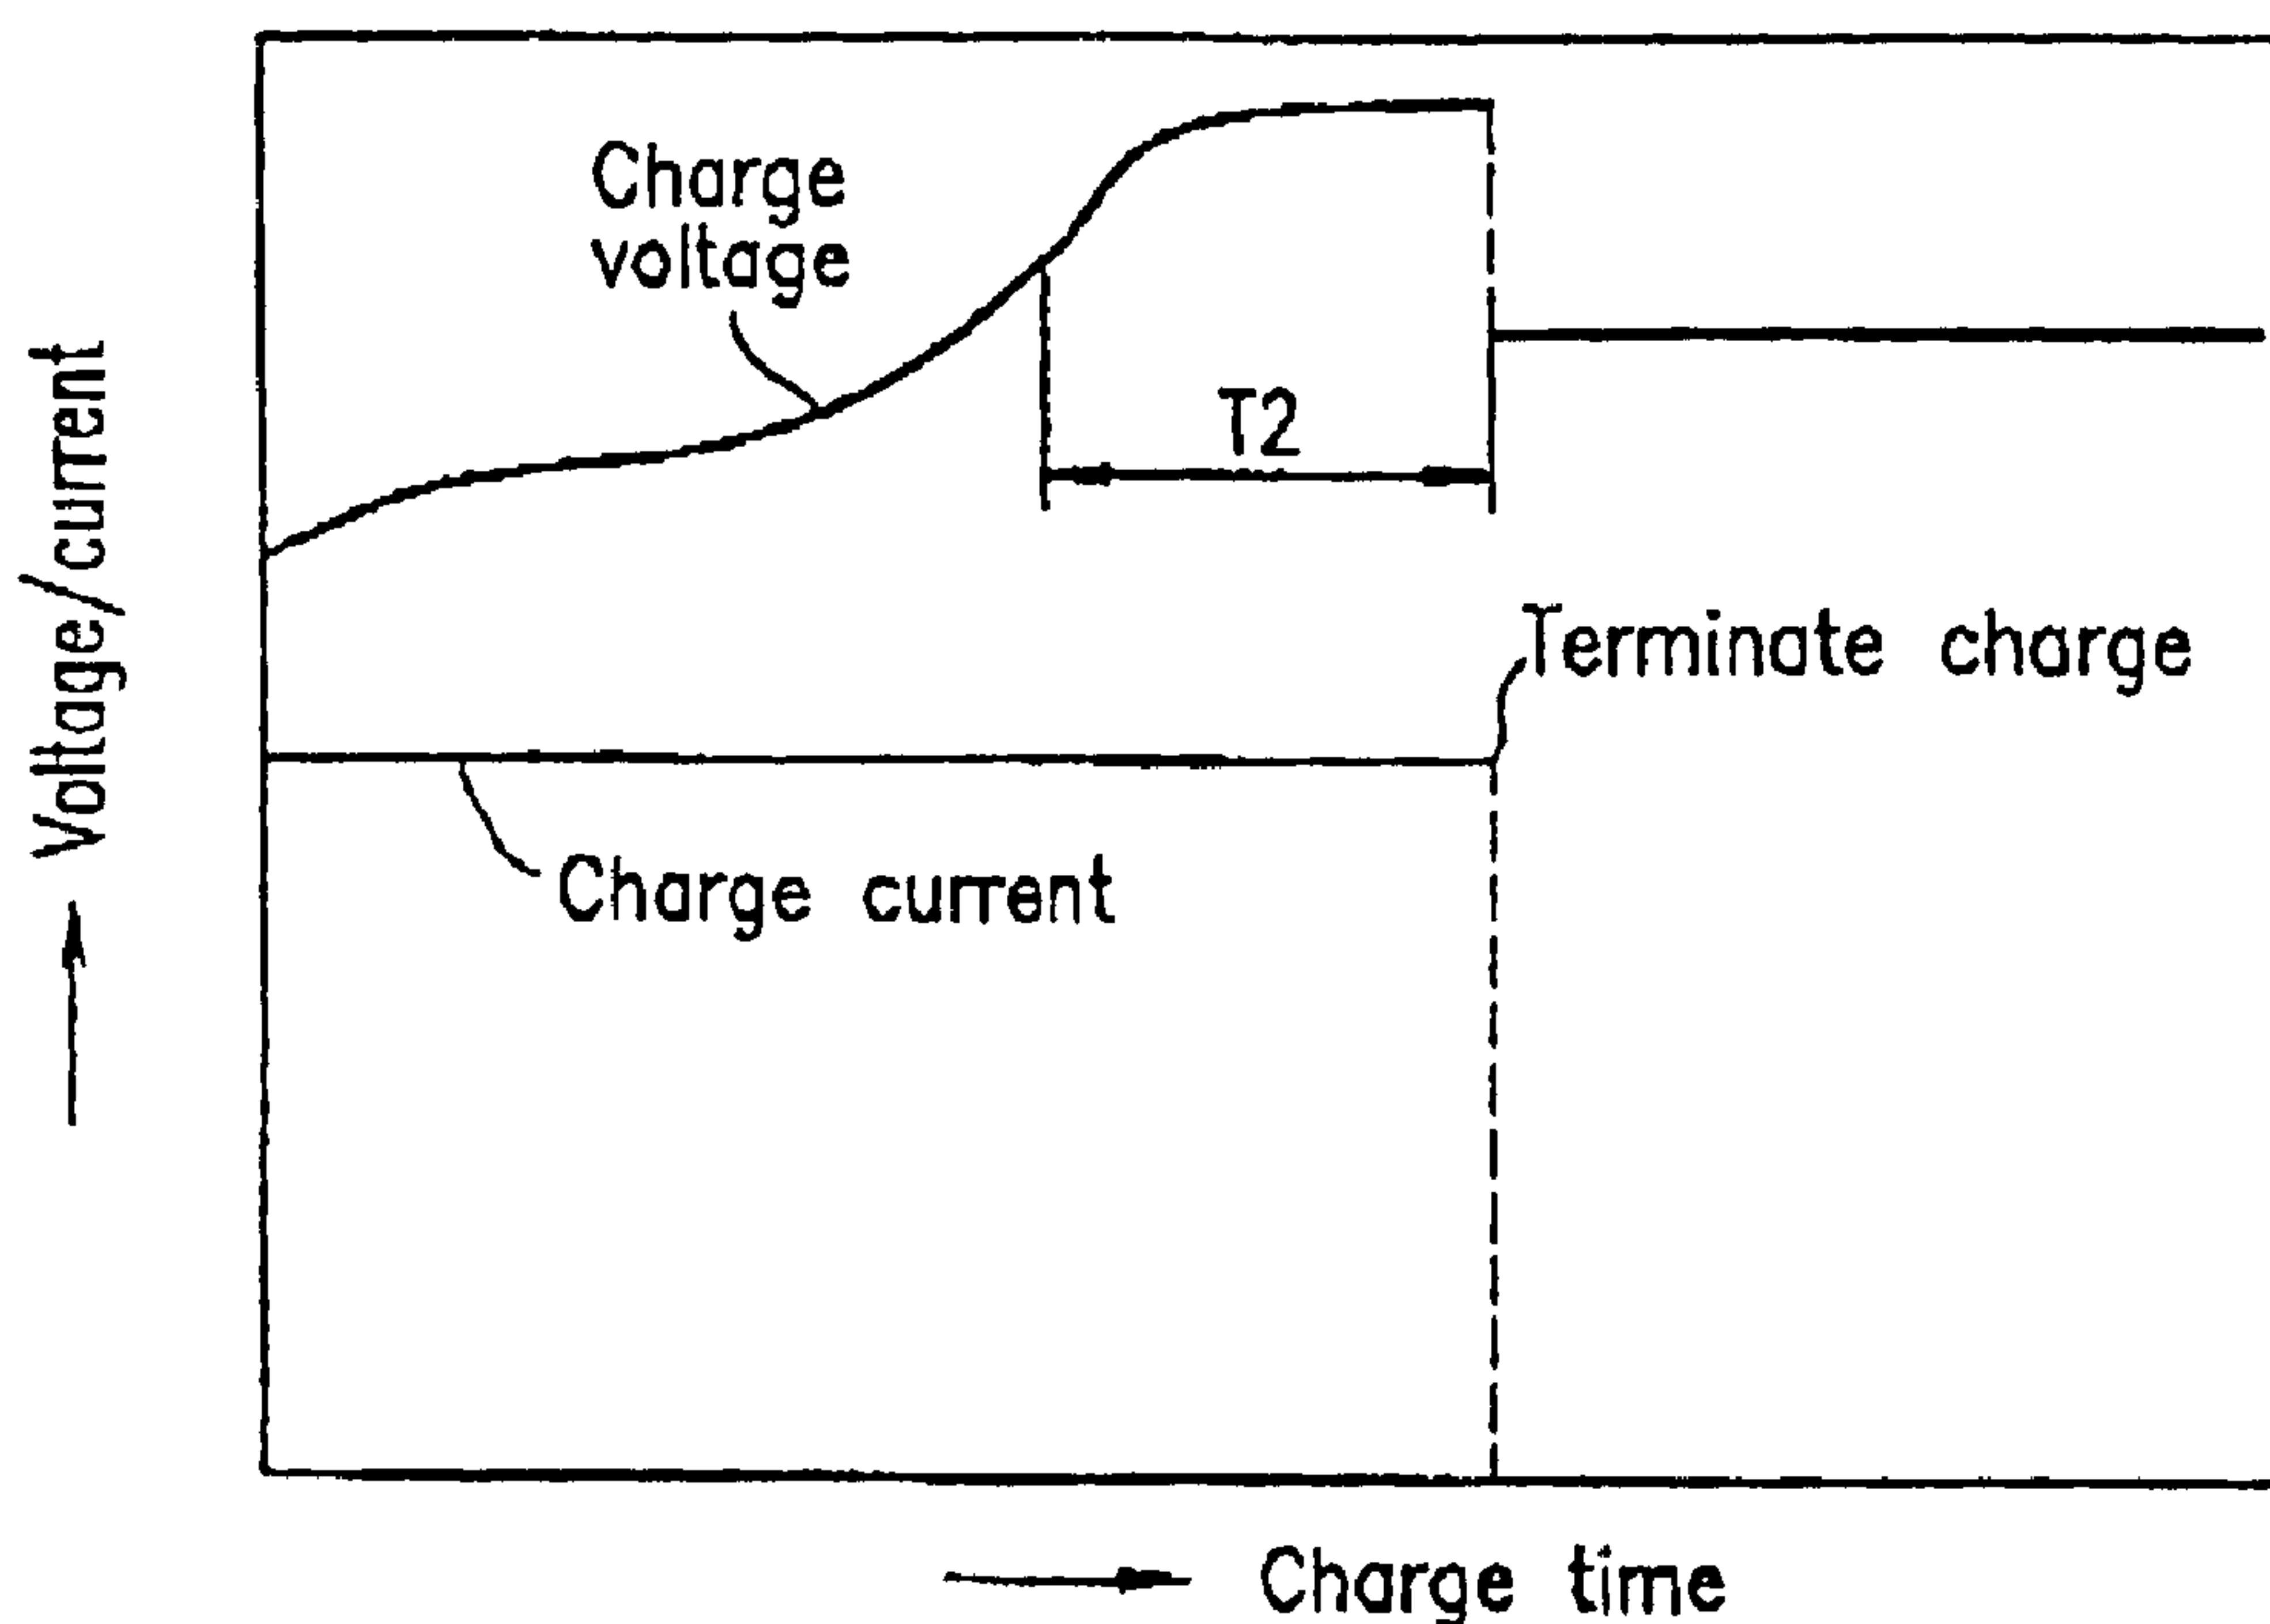 Charge
voltage
T2
Voltage/current
Terminate charge
Charge current
Charge time